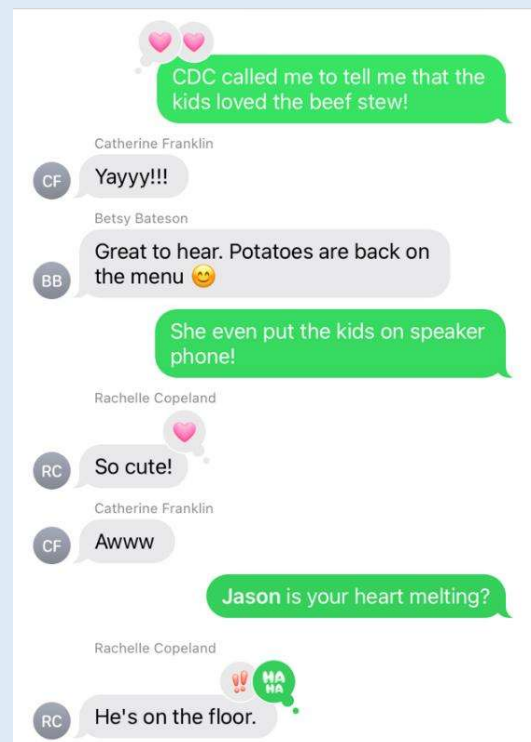 CDC called me to tell me that the
kids loved the beef stew!
Catherine Franklin
CF
Yayyy!!!
Betsy Bateson
Great to hear. Potatoes are back on
the menu 😊
BB
She even put the kids on speaker
phone!
Rachelle Copeland
RC
So cute!
Catherine Franklin
CF
Awww
Jason is your heart melting?
Rachelle Copeland
‼️
HA
HA
RC
He's on the floor.